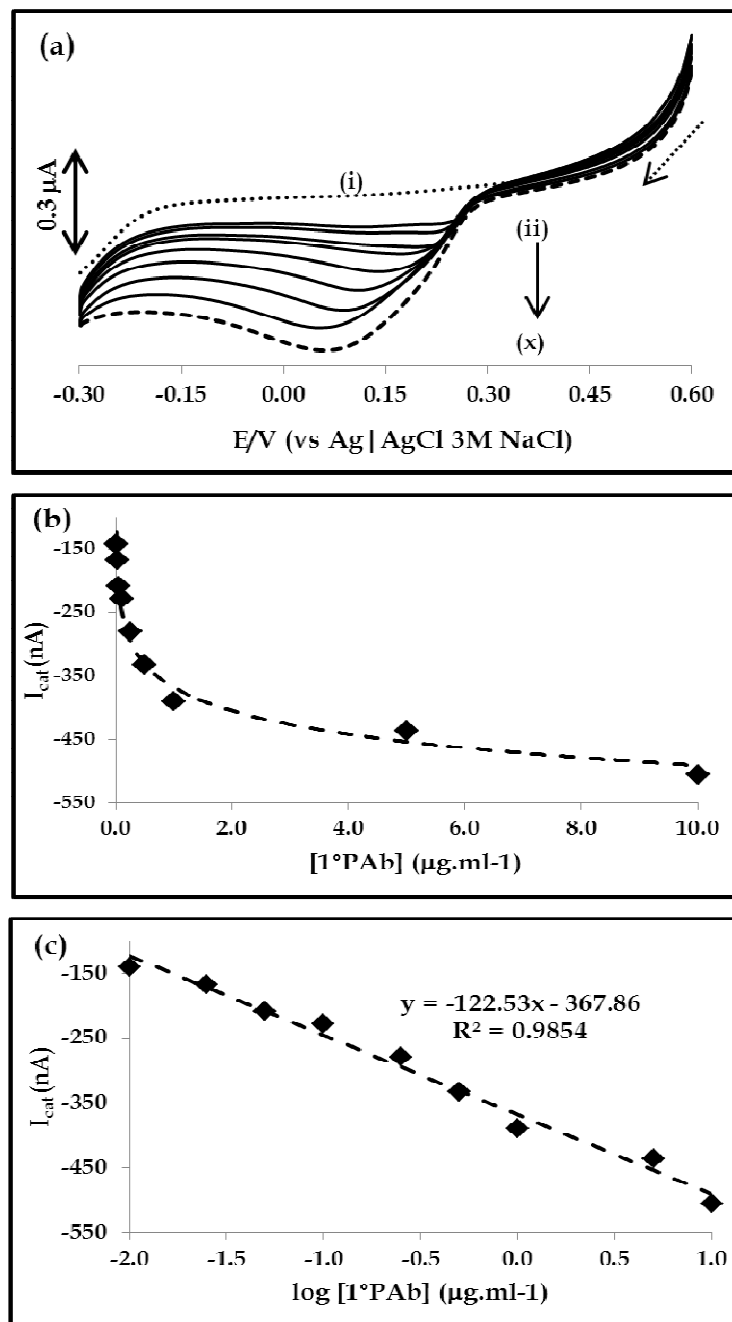 (a)
0.3 µA
(i)
(ii)
(x)
-0.30 -0.15 0.00 0.15 0.30 0.45 0.60
E/V (vs Ag|AgCl 3M NaCl)
(b)
-150
-250
-350
-450
-550
I_cat (nA)
0.0 2.0 4.0 6.0 8.0 10.0
[1°PAb] (µg.ml-1)
(c)
-150
-250
-350
-450
-550
I_cat (nA)
y = -122.53x - 367.86
R² = 0.9854
-2.0 -1.5 -1.0 -0.5 0.0 0.5 1.0
log [1°PAb] (µg.ml-1)